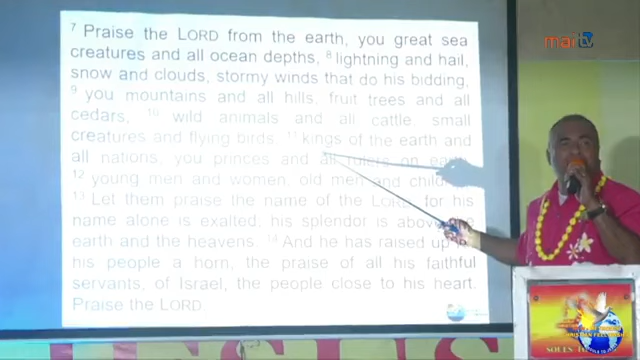 7 Praise the LORD from the earth, you great sea
creatures and all ocean depths, 8 lightning and hail,
snow and clouds, stormy winds that do his bidding,
9 you mountains and all hills, fruit trees and all
cedars, 10 wild animals and all cattle, small
creatures and flying birds, 11 kings of the earth and
all nations, you princes and all rulers on earth,
12 young men and women, old men and children.
13 Let them praise the name of the LORD, for his
name alone is exalted; his splendor is above the
earth and the heavens. 14 And he has raised up for
his people a horn, the praise of all his faithful
servants, of Israel, the people close to his heart.
Praise the LORD.
mai tv
SOULS TO
JESUS